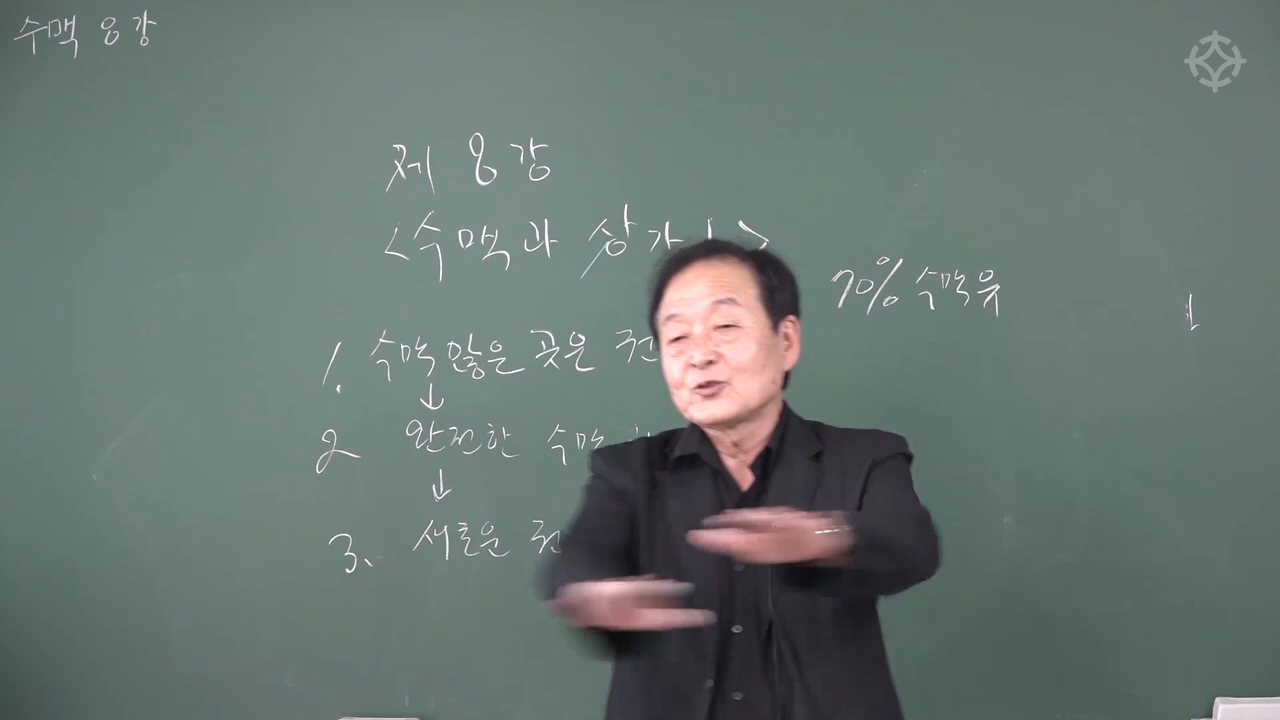 수맥 8강
제 8강
<수맥과 상가
70% 수맥유
1. 수맥 않은 곳은
↓
2 완전한 수맥
↓
3. 새로운